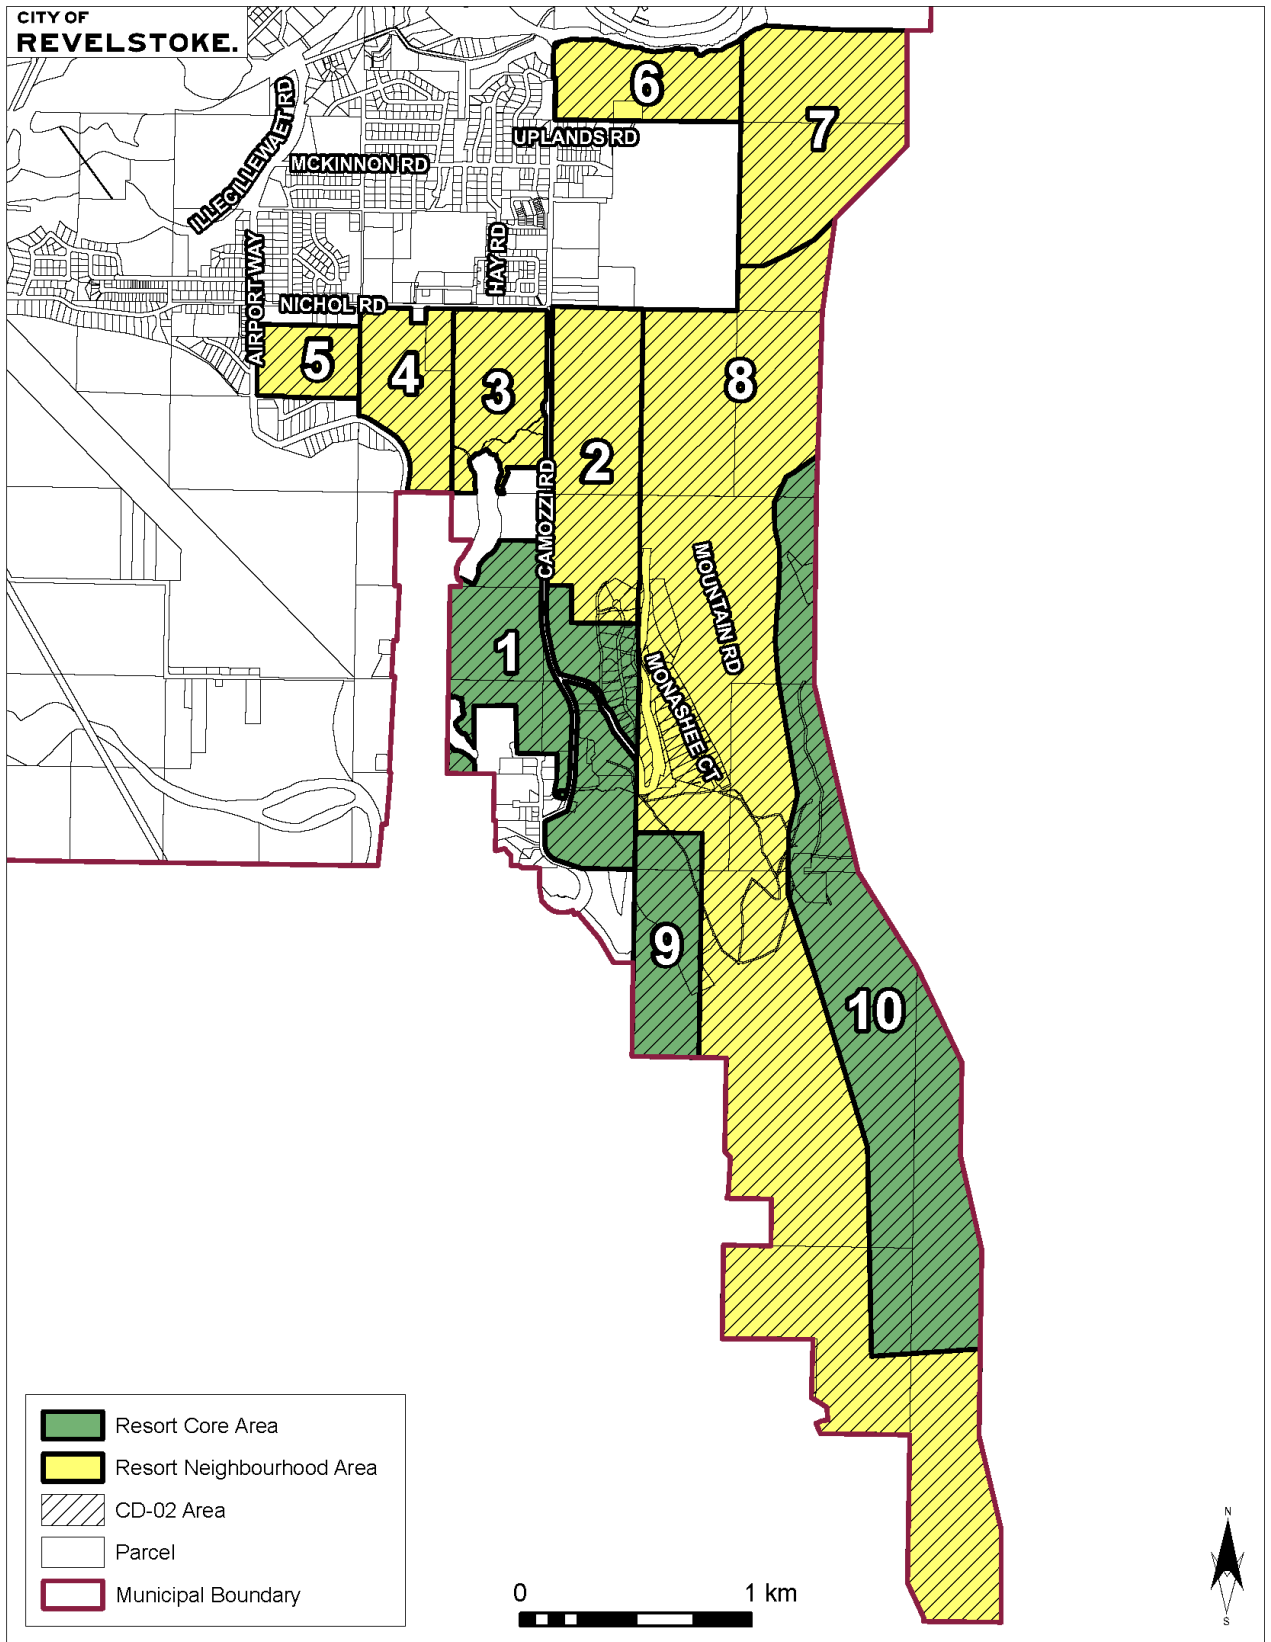 CITY OF
REVELSTOKE.
6
7
UPLANDS RD
MCKINNON RD
ILLECILLEWAET RD
AIRPORT WAY
HAY RD
NICHOL RD
5
4
3
8
2
CAMOZZI RD
MOUNTAIN RD
1
MONASHEE CT
9
10
Resort Core Area
Resort Neighbourhood Area
CD-02 Area
Parcel
Municipal Boundary
0 1 km
N
S